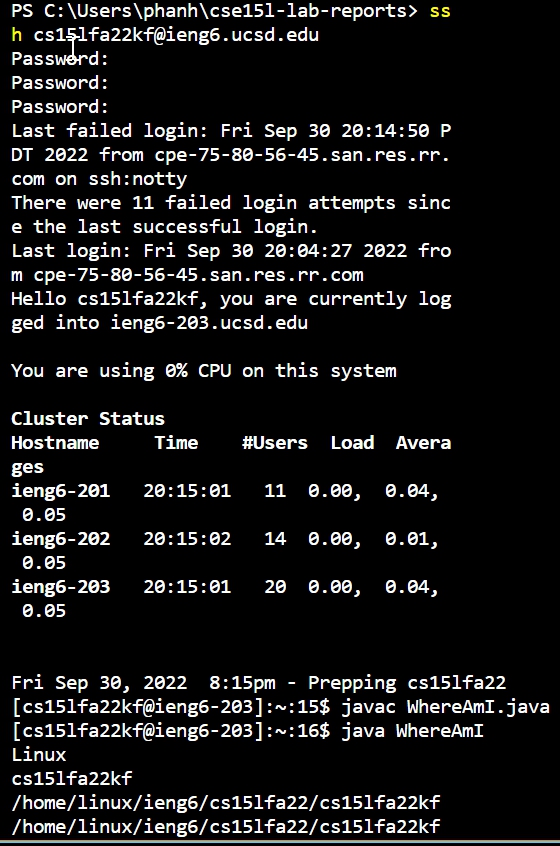 PS C:\Users\phanh\cse15l-lab-reports> ss
h cs15lfa22kf@ieng6.ucsd.edu
Password:
Password:
Password:
Last failed login: Fri Sep 30 20:14:50 P
DT 2022 from cpe-75-80-56-45.san.res.rr.
com on ssh:notty
There were 11 failed login attempts sinc
e the last successful login.
Last login: Fri Sep 30 20:04:27 2022 fro
m cpe-75-80-56-45.san.res.rr.com
Hello cs15lfa22kf, you are currently log
ged into ieng6-203.ucsd.edu
You are using 0% CPU on this system
Cluster Status
Hostname     Time    #Users  Load  Avera
ges
ieng6-201   20:15:01   11  0.00,  0.04,
 0.05
ieng6-202   20:15:02   14  0.00,  0.01,
 0.05
ieng6-203   20:15:01   20  0.00,  0.04,
 0.05
Fri Sep 30, 2022  8:15pm - Prepping cs15lfa22
[cs15lfa22kf@ieng6-203]:~:15$ javac WhereAmI.java
[cs15lfa22kf@ieng6-203]:~:16$ java WhereAmI
Linux
cs15lfa22kf
/home/linux/ieng6/cs15lfa22/cs15lfa22kf
/home/linux/ieng6/cs15lfa22/cs15lfa22kf